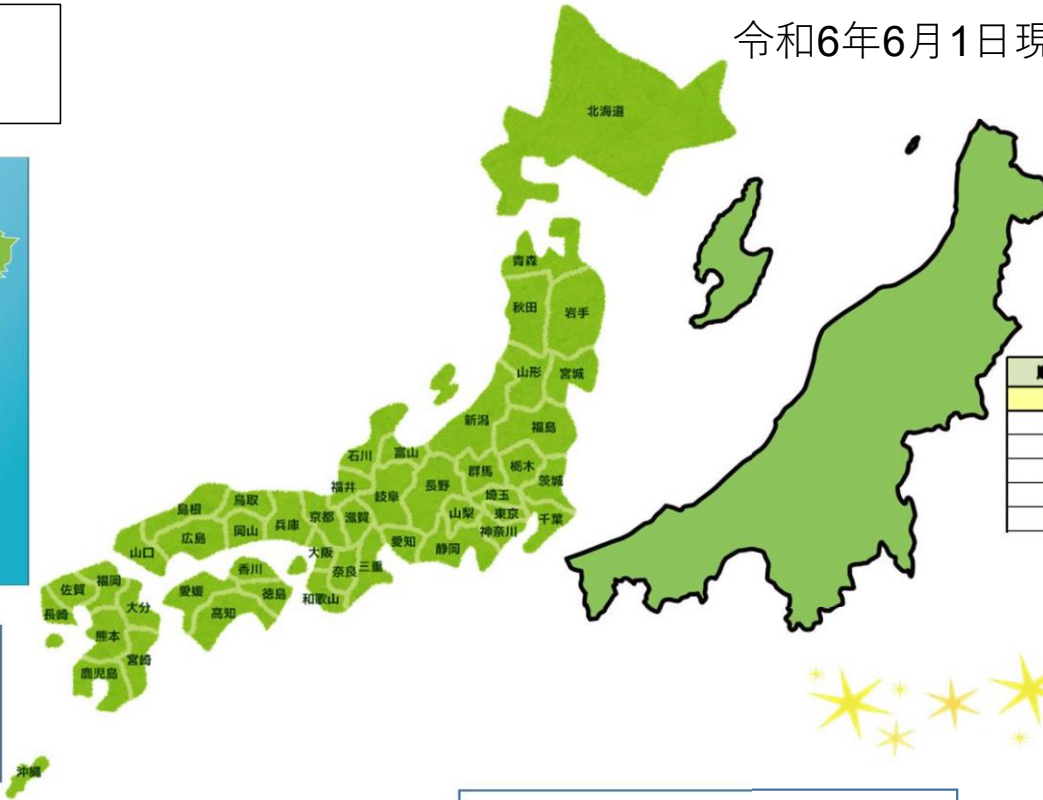 令和6年6月1日現
北海道
青森
秋田
岩手
山形
宮城
新潟
福島
石川
富山
栃木
群馬
茨城
福井
岐阜
長野
埼玉
山梨
東京
千葉
神奈川
島根
鳥取
京都
滋賀
兵庫
岡山
広島
愛知
静岡
山口
大阪
奈良
三重
香川
和歌山
愛媛
徳島
高知
佐賀
福岡
長崎
大分
熊本
宮崎
鹿児島
沖縄